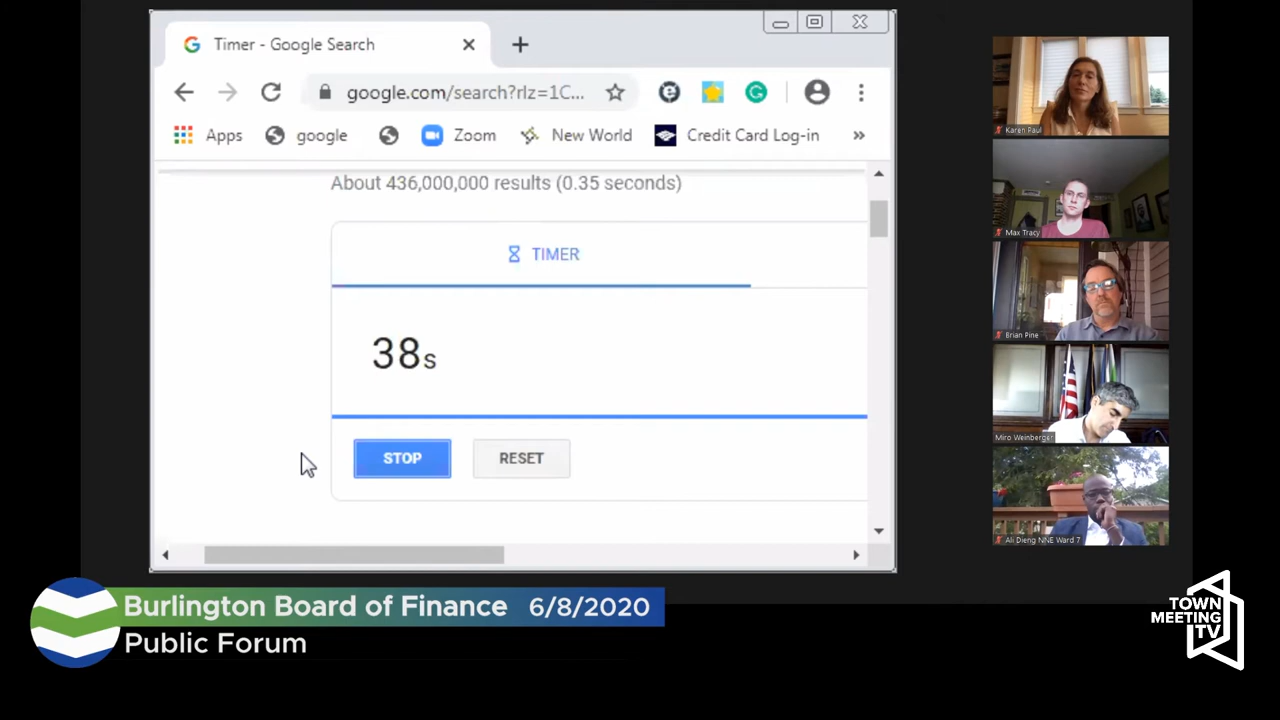 Timer - Google Search
google.com/search?rlz=1C...
Apps
google
Zoom
New World
Credit Card Log-in
»
About 436,000,000 results (0.35 seconds)
TIMER
38s
STOP
RESET
Karen Paul
Max Tracy
Brian Pine
Miro Weinberger
Ali Dieng NNE Ward 7
Burlington Board of Finance 6/8/2020
Public Forum
TOWN
MEETING
TV